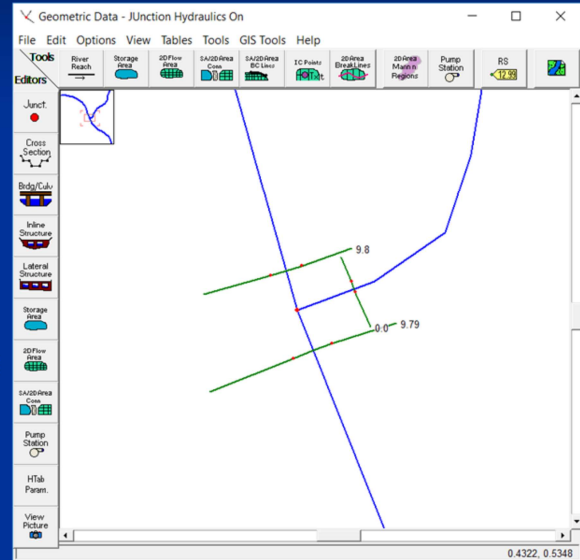 Geometric Data - JUnction Hydraulics On
File Edit Options View Tables Tools GIS Tools Help
Tools
Editors
River
Reach
Storage
Area
2D Flow
Area
SA/2D Area
Conn
SA/2D Area
BC Lines
IC Points
2D Area
BreakLines
2D Area
Mann n
Regions
Pump
Station
RS
12.99
Junct.
Cross
Section
Brdg/Culv
Inline
Structure
Lateral
Structure
Storage
Area
2D Flow
Area
SA/2D Area
Conn
Pump
Station
HTab
Param.
View
Picture
9.8
0.0
9.79
0.4322, 0.5348